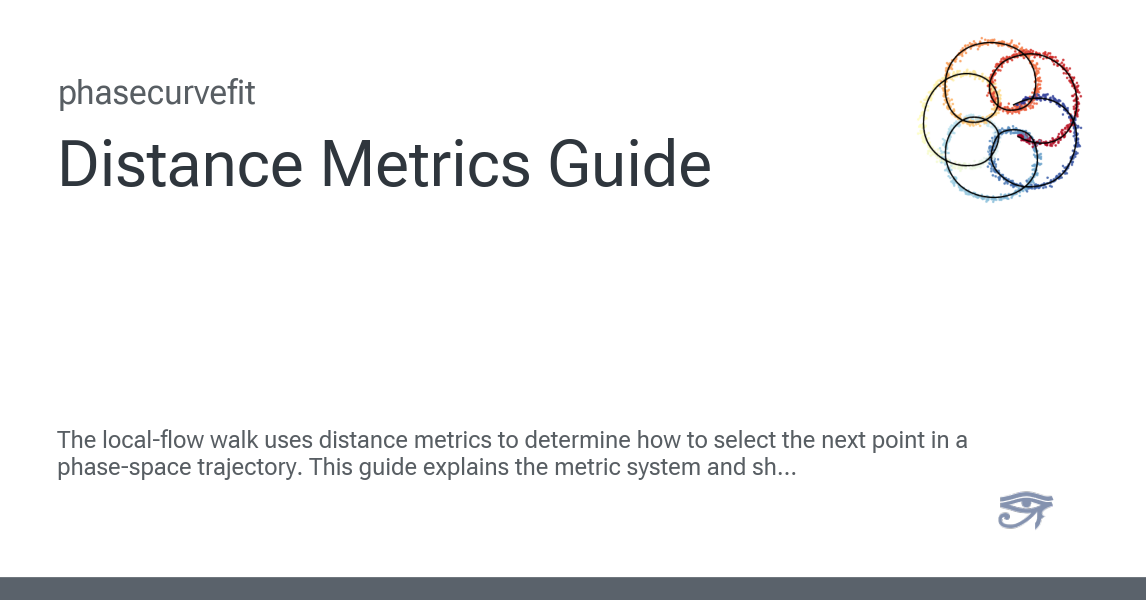 phasecurvefit
Distance Metrics Guide
The local-flow walk uses distance metrics to determine how to select the next point in a
phase-space trajectory. This guide explains the metric system and sh...